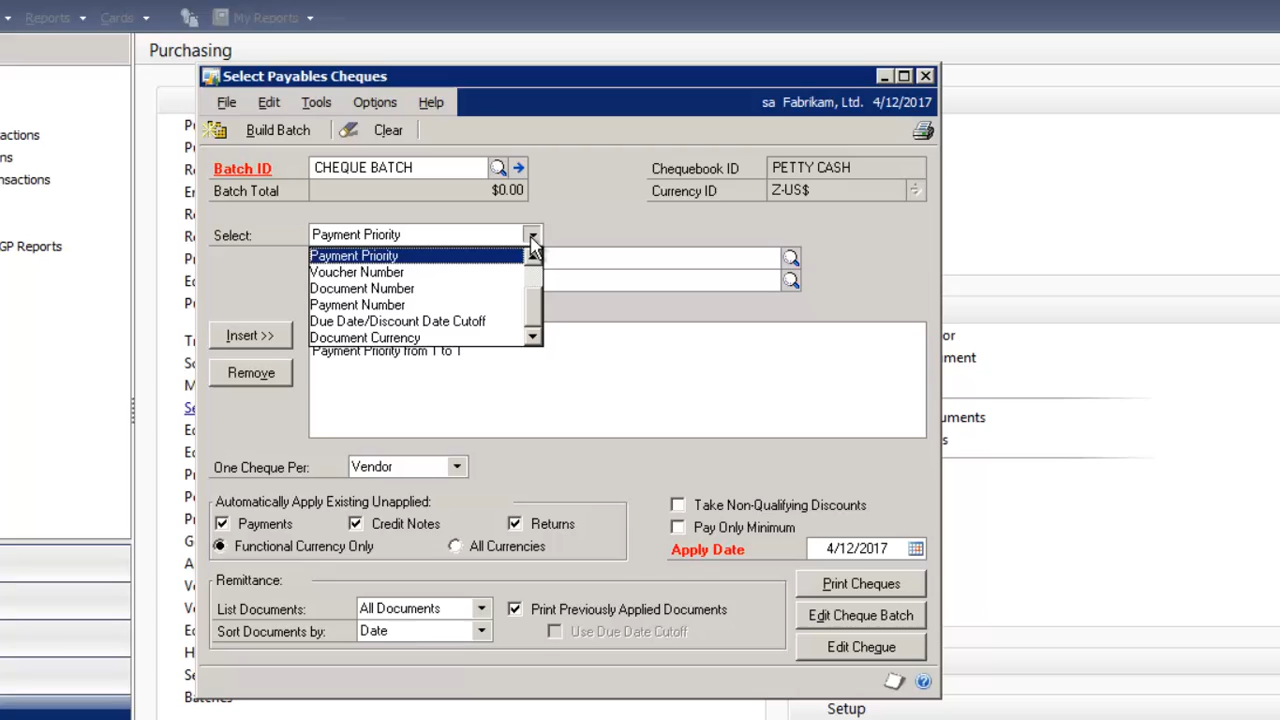 Reports Cards My Reports
Purchasing
Select Payables Cheques
File Edit Tools Options Help sa Fabrikam, Ltd. 4/12/2017
Build Batch Clear
Batch ID CHEQUE BATCH Chequebook ID PETTY CASH
Batch Total $0.00 Currency ID Z-US$
Select: Payment Priority
Payment Priority
Voucher Number
Document Number
Payment Number
Due Date/Discount Date Cutoff
Document Currency
Insert >>
Payment Priority from 1 to 1
Remove
One Cheque Per: Vendor
Automatically Apply Existing Unapplied:
Payments Credit Notes Returns
Functional Currency Only All Currencies
Take Non-Qualifying Discounts
Pay Only Minimum
Apply Date 4/12/2017
Remittance:
List Documents: All Documents Print Previously Applied Documents
Sort Documents by: Date Use Due Date Cutoff
Print Cheques
Edit Cheque Batch
Edit Cheque
actions
ns
nsactions
GP Reports
or
ument
uments
s
Setup
Batches